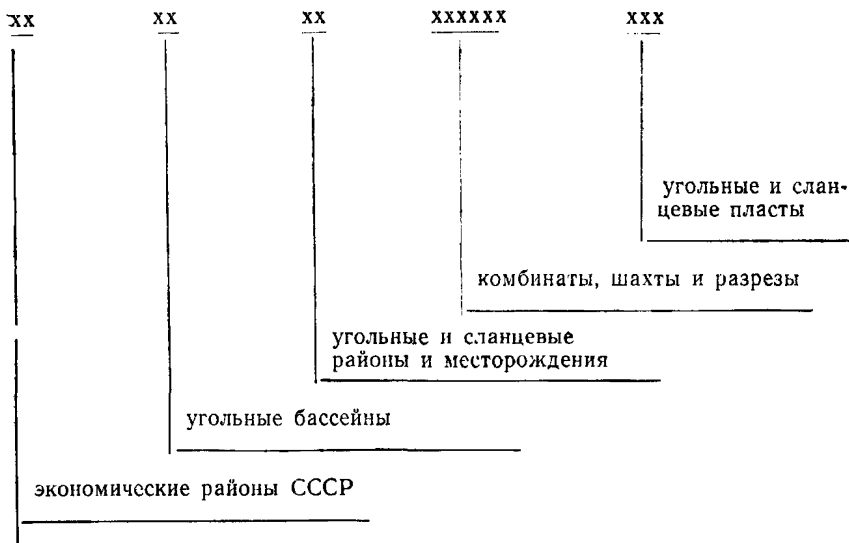 xx xx xx xxxxxx xxx
угольные и слан-
цевые пласты
комбинаты, шахты и разрезы
угольные и сланцевые
районы и месторождения
угольные бассейны
экономические районы СССР